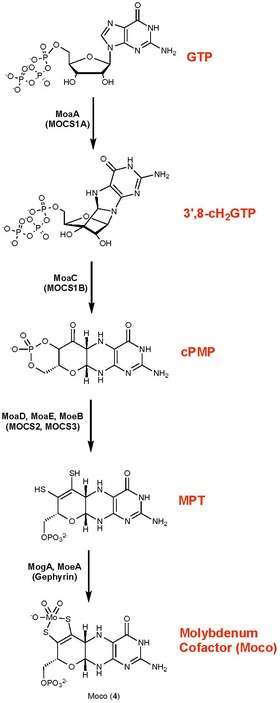 GTP
MoaA
(MOCS1A)
3',8-cH₂GTP
MoaC
(MOCS1B)
cPMP
MoaD, MoaE, MoeB
(MOCS2, MOCS3)
MPT
MogA, MoeA
(Gephyrin)
Molybdenum
Cofactor (Moco)
Moco (4)